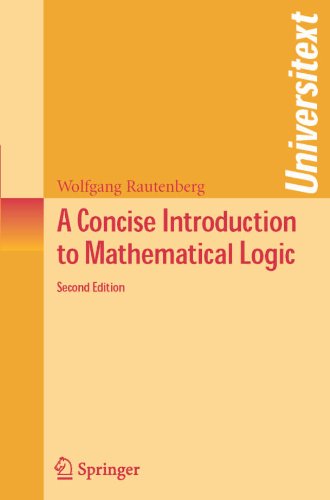 Universitext
Wolfgang Rautenberg
A Concise Introduction
to Mathematical Logic
Second Edition
Springer